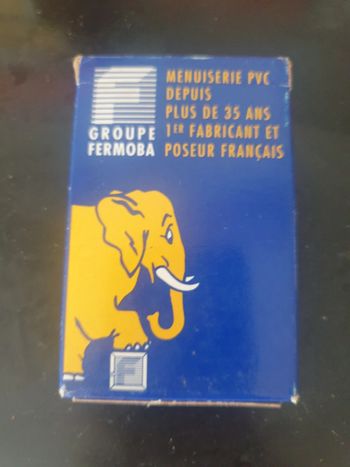 F
GROUPE
FERMOBA
MENUISERIE PVC
DEPUIS
PLUS DE 35 ANS
1ER FABRICANT ET
POSEUR FRANÇAIS
F